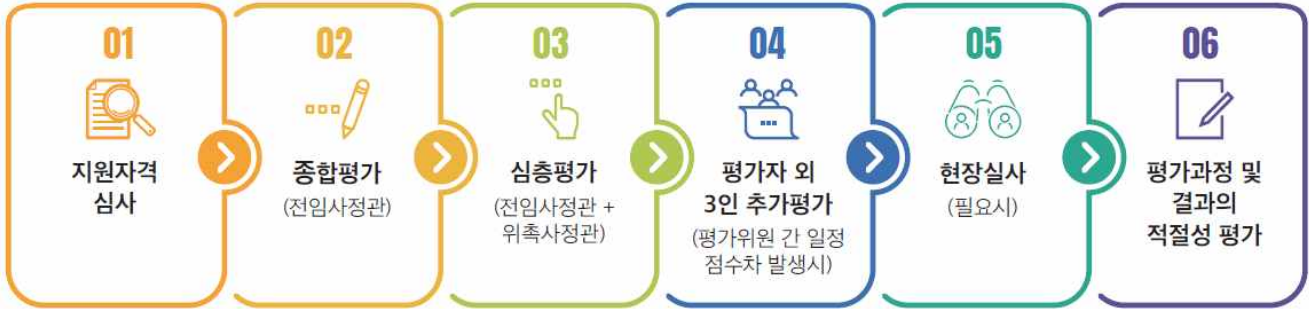 01
지원자격
심사
02
종합평가
(전임사정관)
03
심층평가
(전임사정관 +
위촉사정관)
04
평가자 외
3인 추가평가
(평가위원 간 일정
점수차 발생시)
05
현장실사
(필요시)
06
평가과정 및
결과의
적절성 평가